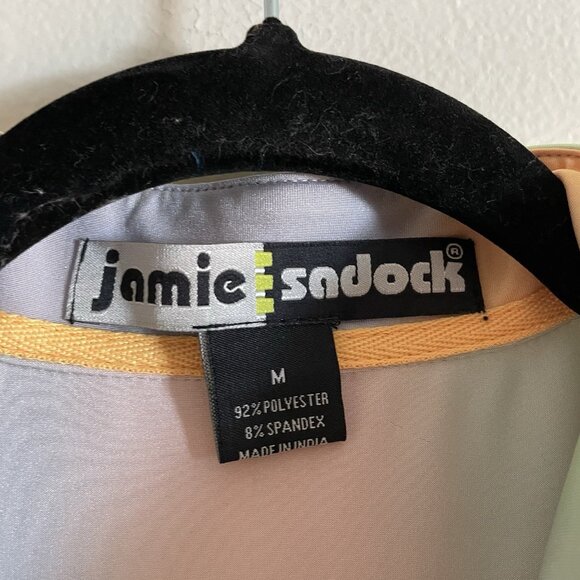 jamie sadock®
M
92% POLYESTER
8% SPANDEX
MADE IN INDIA